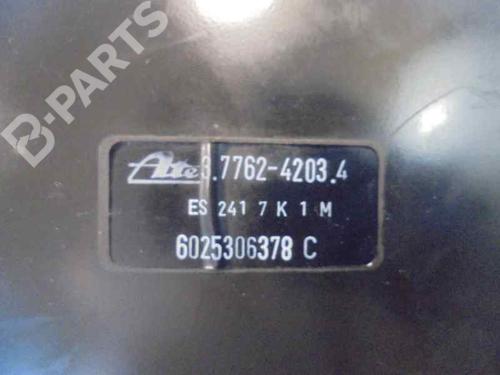 B-PARTS
Ate 3.7762-4203.4
ES 241 7 K 1 M
6025306378 C